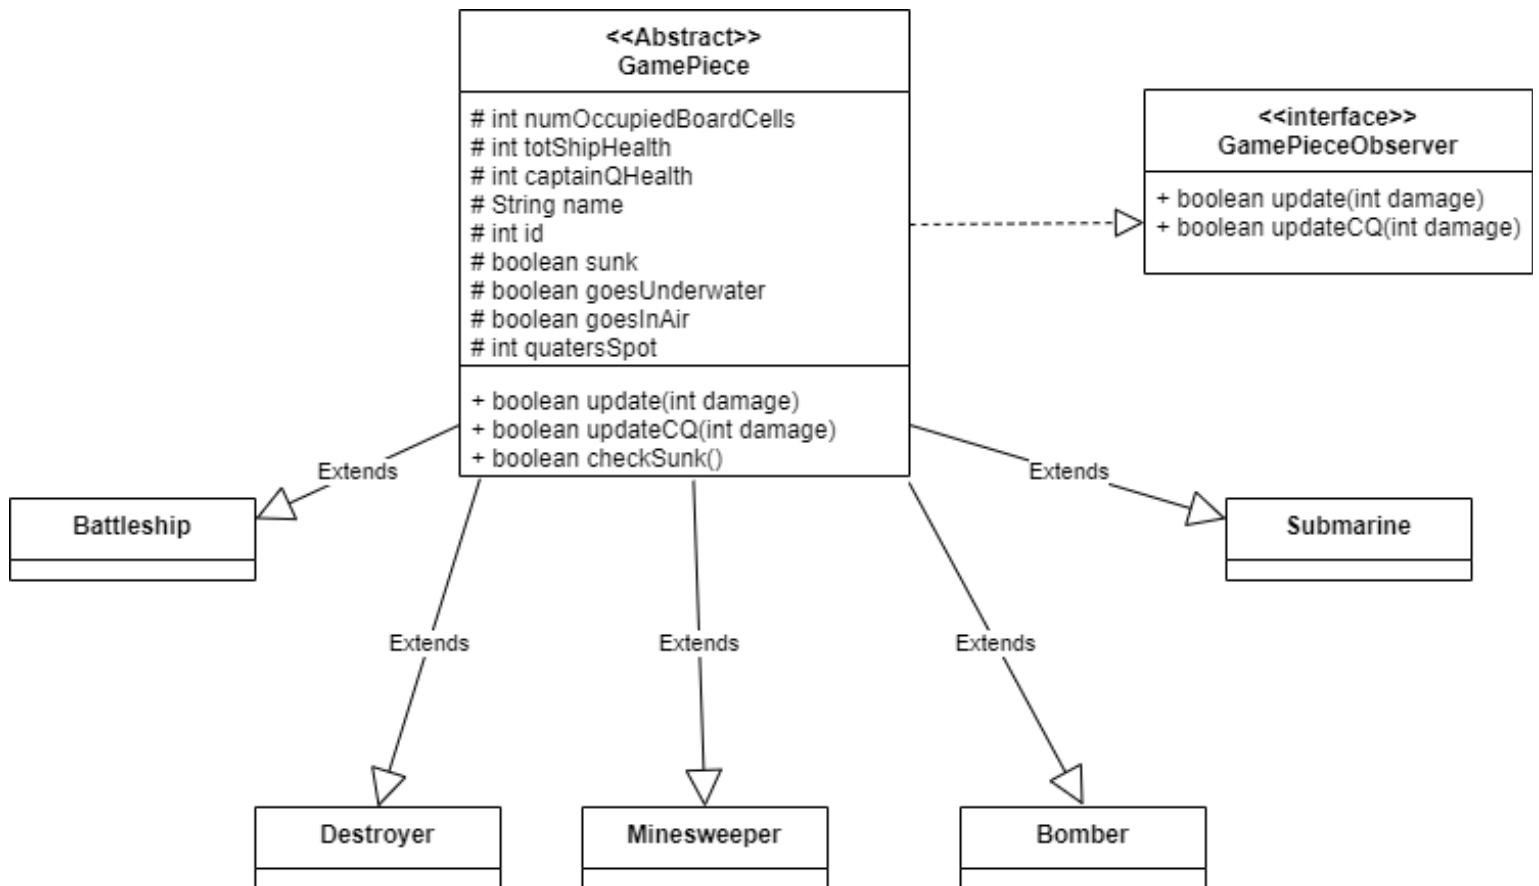 <<Abstract>>
GamePiece
# int numOccupiedBoardCells
# int totShipHealth
# int captainQHealth
# String name
# int id
# boolean sunk
# boolean goesUnderwater
# boolean goesInAir
# int quatersSpot
+ boolean update(int damage)
+ boolean updateCQ(int damage)
+ boolean checkSunk()
<<interface>>
GamePieceObserver
+ boolean update(int damage)
+ boolean updateCQ(int damage)
Extends
Extends
Battleship
Submarine
Extends
Extends
Extends
Destroyer
Minesweeper
Bomber